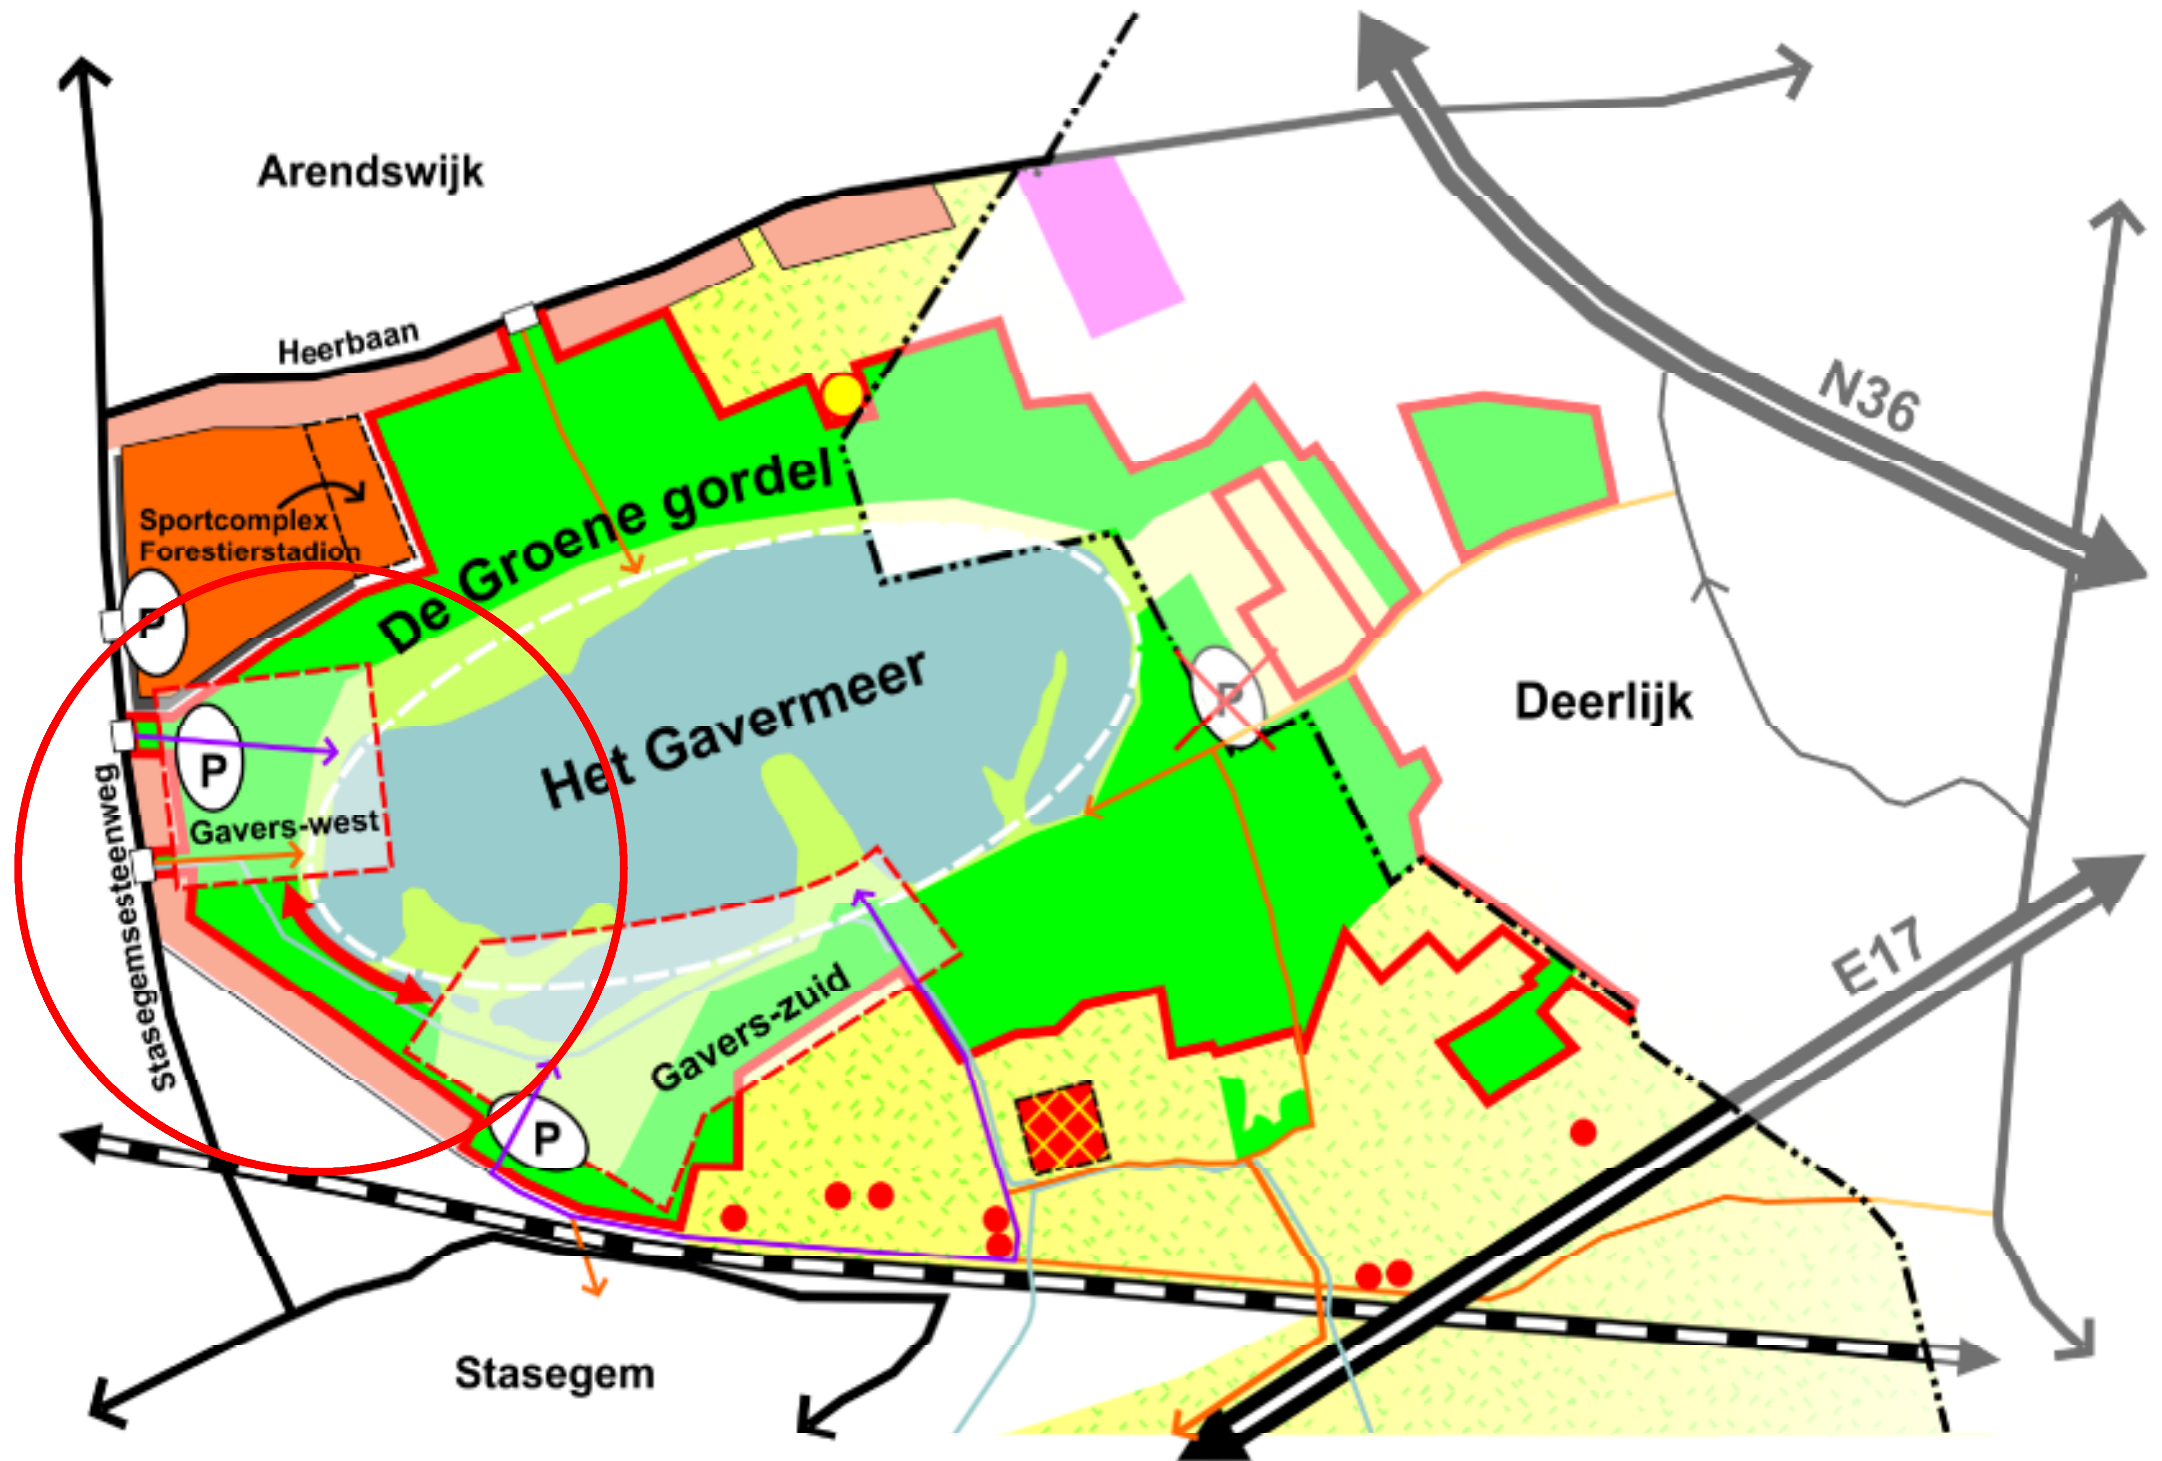 Arendswijk
Heerbaan
N36
Sportcomplex
Forestierstadion
De Groene gordel
P
P
Het Gavermeer
Deerlijk
P
Gavers-west
Stasegemsesteenweg
E17
Gavers-zuid
P
Stasegem